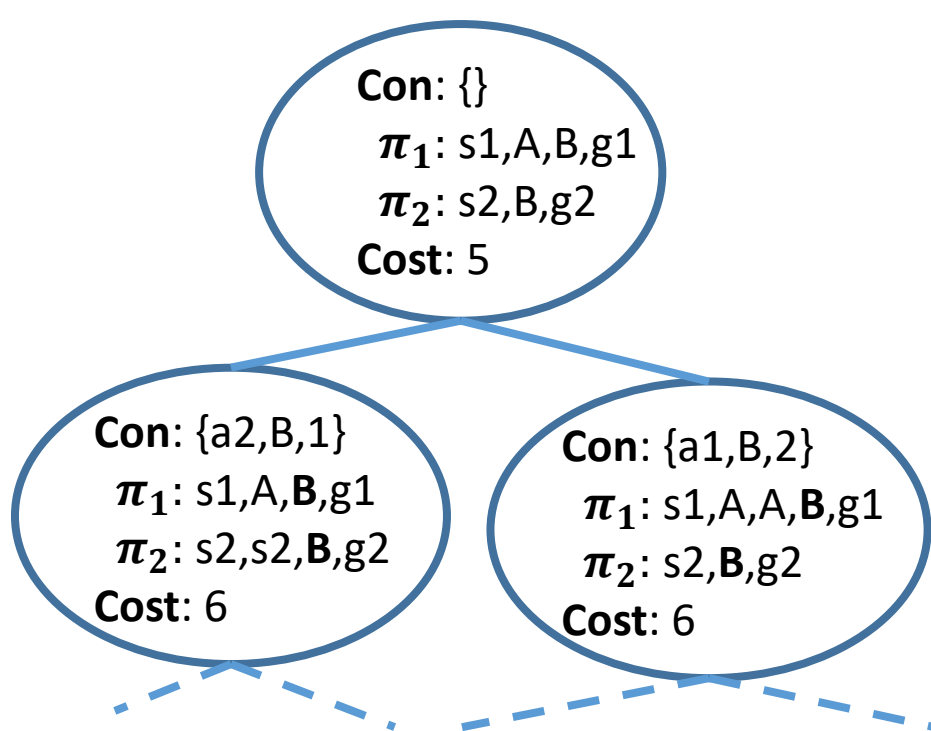 Con: {}
π₁: s1,A,B,g1
π₂: s2,B,g2
Cost: 5
Con: {a2,B,1}
π₁: s1,A,B,g1
π₂: s2,s2,B,g2
Cost: 6
Con: {a1,B,2}
π₁: s1,A,A,B,g1
π₂: s2,B,g2
Cost: 6